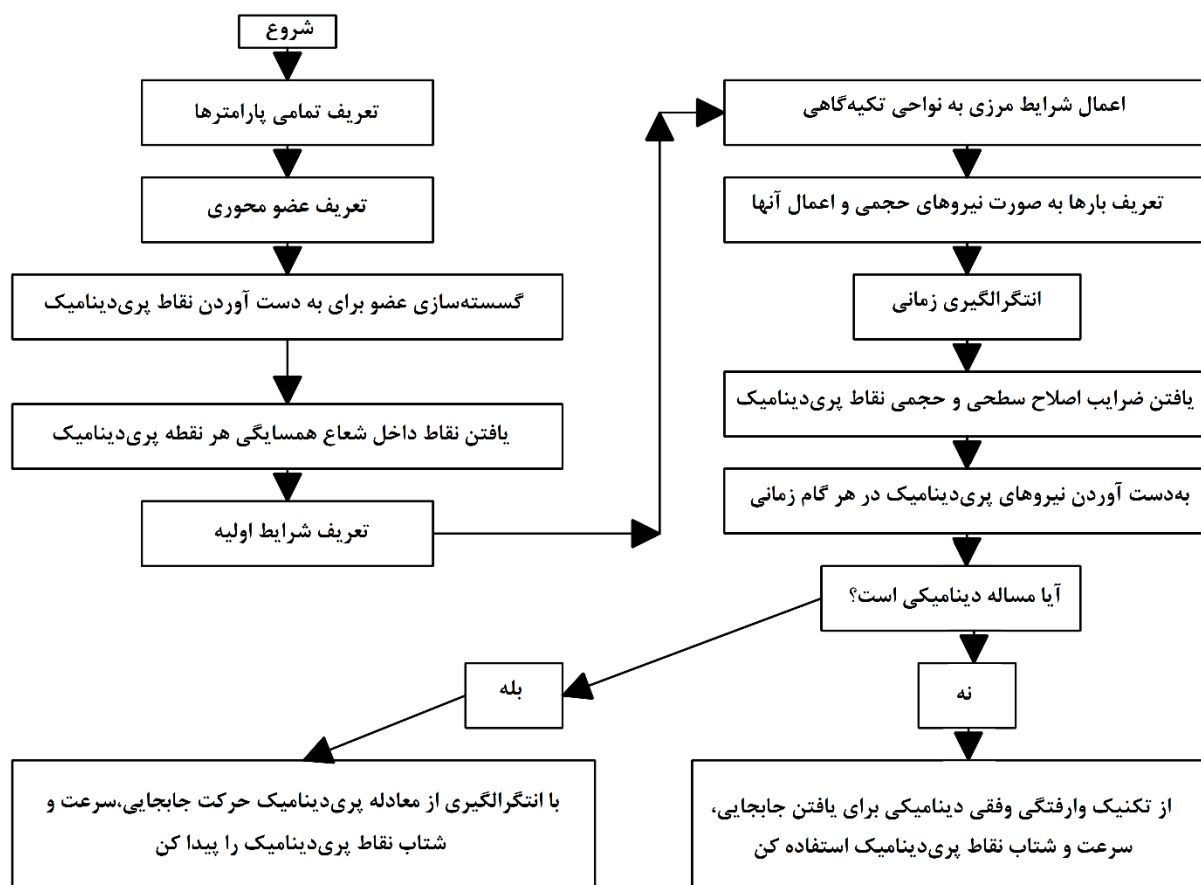 شروع
تعریف تمامی پارامترها
تعریف عضو محوری
گسسته‌سازی عضو برای به دست آوردن نقاط پری‌دینامیک
یافتن نقاط داخل شعاع همسایگی هر نقطه پری‌دینامیک
تعریف شرایط اولیه
اعمال شرایط مرزی به نواحی تکیه‌گاهی
تعریف بارها به صورت نیروهای حجمی و اعمال آنها
انتگرالگیری زمانی
یافتن ضرایب اصلاح سطحی و حجمی نقاط پری‌دینامیک
به‌دست آوردن نیروهای پری‌دینامیک در هر گام زمانی
آیا مساله دینامیکی است؟
بله
نه
با انتگرالگیری از معادله پری‌دینامیک حرکت جابجایی،سرعت و
شتاب نقاط پری‌دینامیک را پیدا کن
از تکنیک وارفتگی وفقی دینامیکی برای یافتن جابجایی،
سرعت و شتاب نقاط پری‌دینامیک استفاده کن